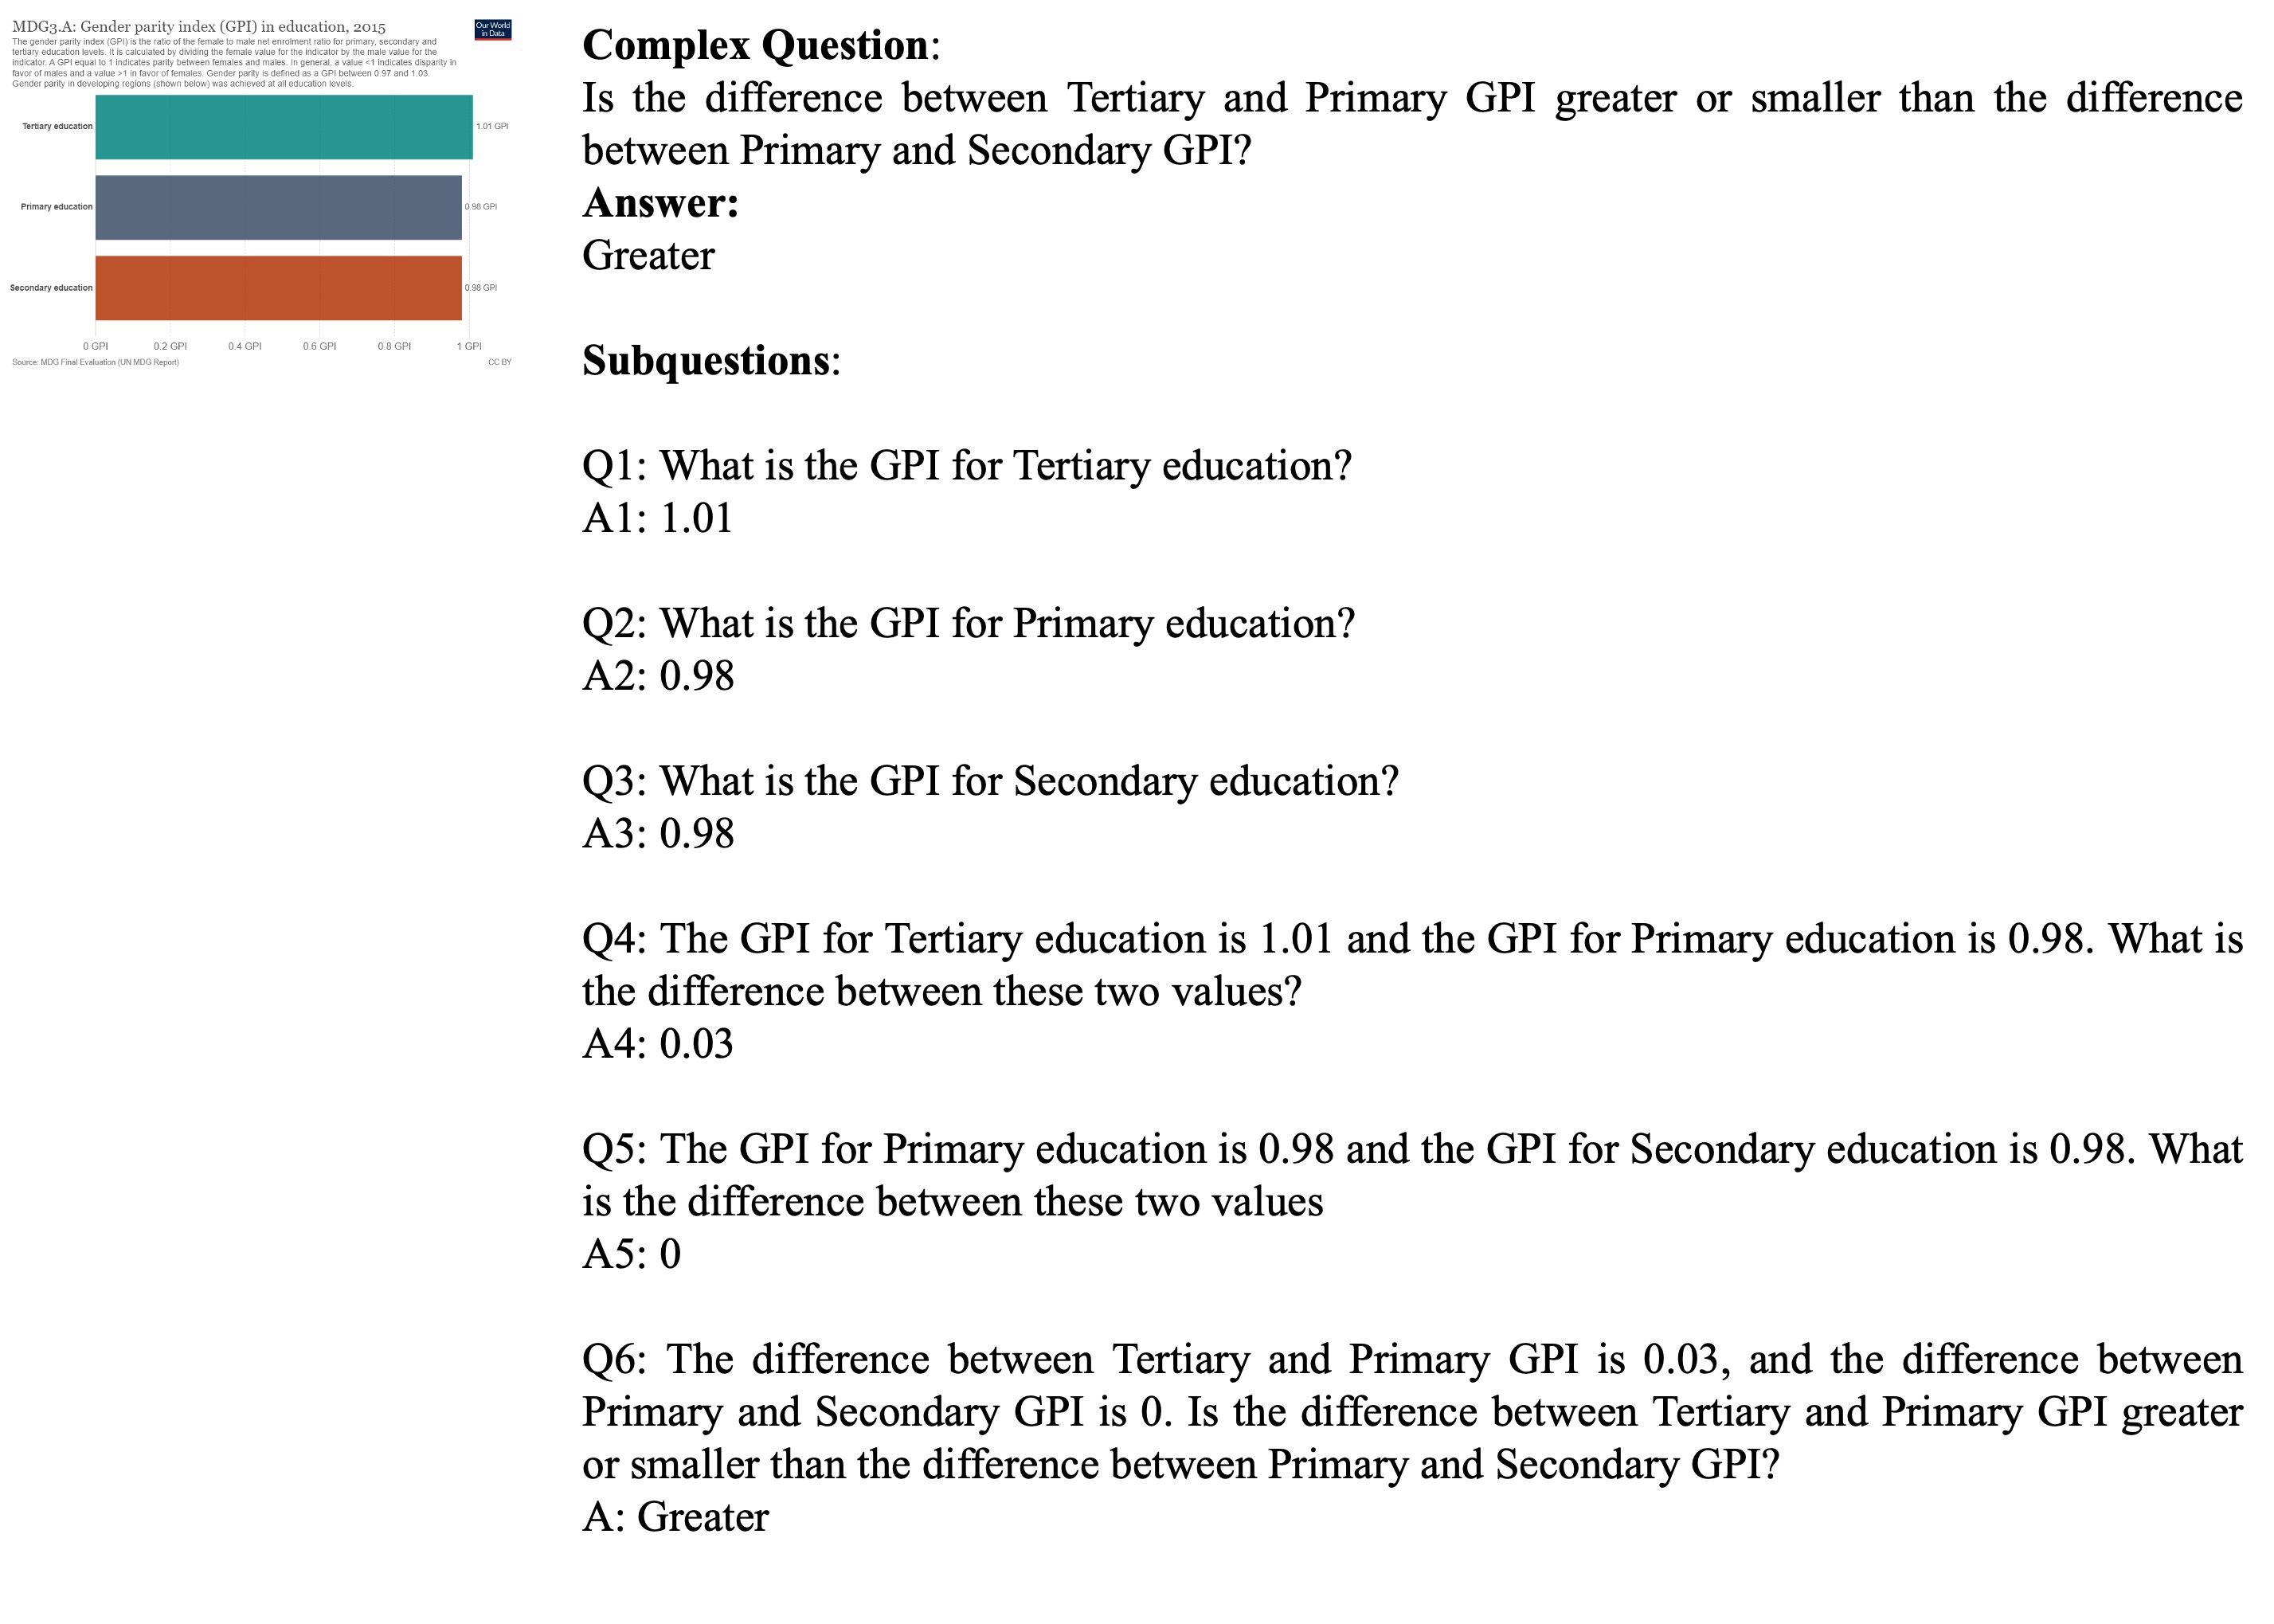 MDG3.A: Gender parity index (GPI) in education, 2015
Our World
in Data
The gender parity index (GPI) is the ratio of the female to male net enrolment ratio for primary, secondary and
tertiary education levels. It is calculated by dividing the female value for the indicator by the male value for the
indicator. A GPI equal to 1 indicates parity between females and males. In general, a value <1 indicates disparity in
favor of males and a value >1 in favor of females. Gender parity is defined as a GPI between 0.97 and 1.03.
Gender parity in developing regions (shown below) was achieved at all education levels.
Tertiary education
1.01 GPI
Primary education
0.98 GPI
Secondary education
0.98 GPI
0 GPI
0.2 GPI
0.4 GPI
0.6 GPI
0.8 GPI
1 GPI
Source: MDG Final Evaluation (UN MDG Report)
CC BY
Complex Question:
Is the difference between Tertiary and Primary GPI greater or smaller than the difference
between Primary and Secondary GPI?
Answer:
Greater
Subquestions:
Q1: What is the GPI for Tertiary education?
A1: 1.01
Q2: What is the GPI for Primary education?
A2: 0.98
Q3: What is the GPI for Secondary education?
A3: 0.98
Q4: The GPI for Tertiary education is 1.01 and the GPI for Primary education is 0.98. What is
the difference between these two values?
A4: 0.03
Q5: The GPI for Primary education is 0.98 and the GPI for Secondary education is 0.98. What
is the difference between these two values
A5: 0
Q6: The difference between Tertiary and Primary GPI is 0.03, and the difference between
Primary and Secondary GPI is 0. Is the difference between Tertiary and Primary GPI greater
or smaller than the difference between Primary and Secondary GPI?
A: Greater